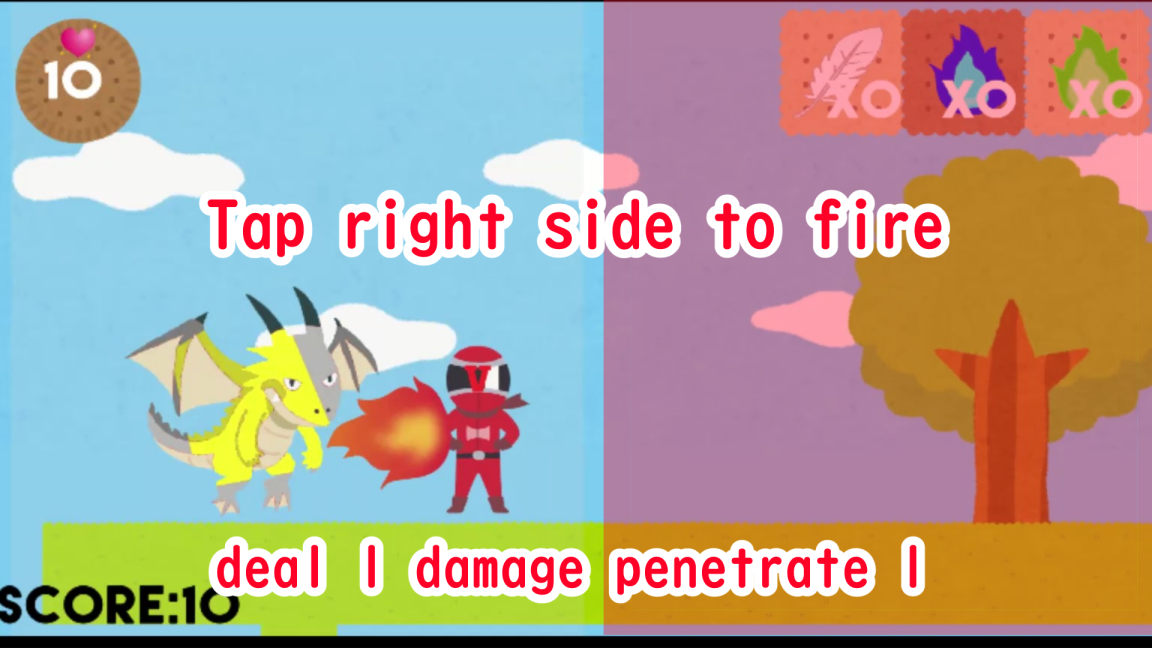 10
XO XO XO
Tap right side to fire
deal 1 damage penetrate 1
SCORE:10